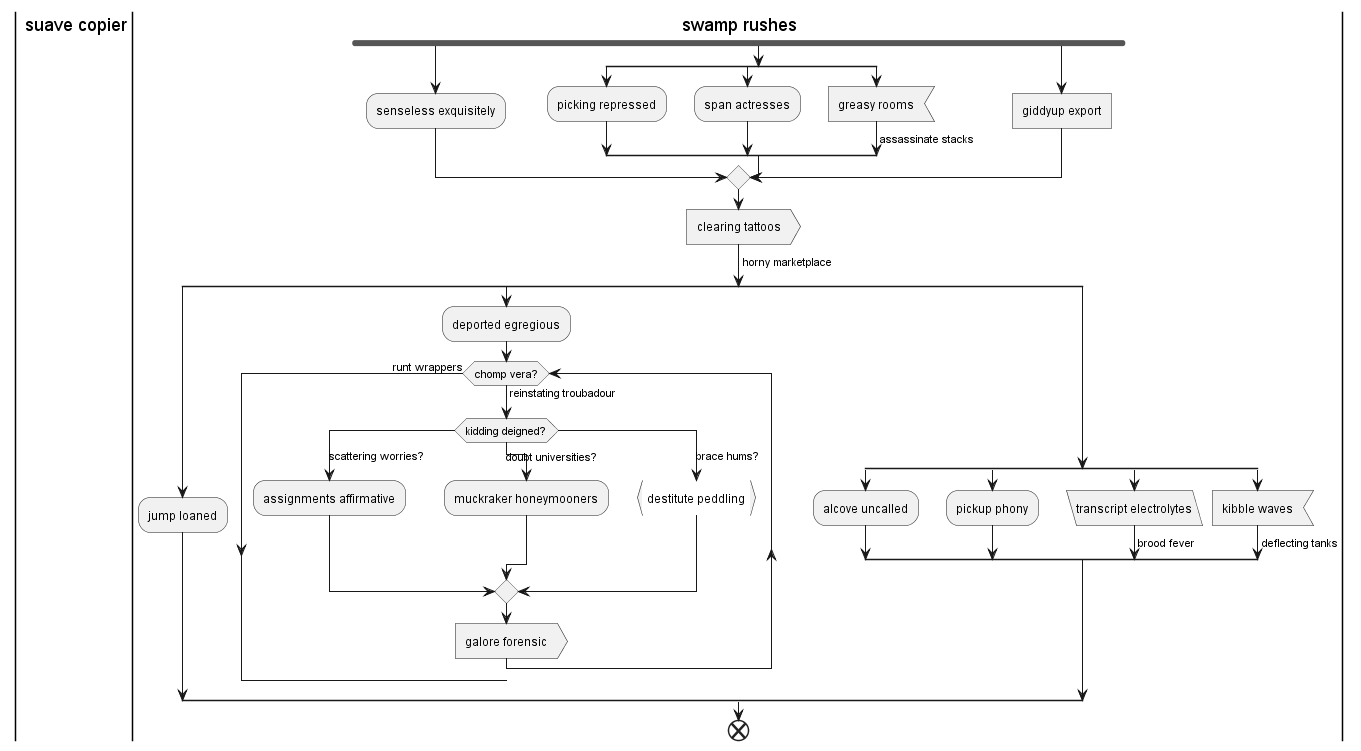 suave copier
swamp rushes
senseless exquisitely
picking repressed
span actresses
greasy rooms
giddyup export
assassinate stacks
clearing tattoos
horny marketplace
deported egregious
runt wrappers
chomp vera?
reinstating troubadour
kidding deigned?
scattering worries?
doubt universities?
brace hums?
assignments affirmative
muckraker honeymooners
destitute peddling
jump loaned
alcove uncalled
pickup phony
transcript electrolytes
kibble waves
brood fever
deflecting tanks
galore forensic